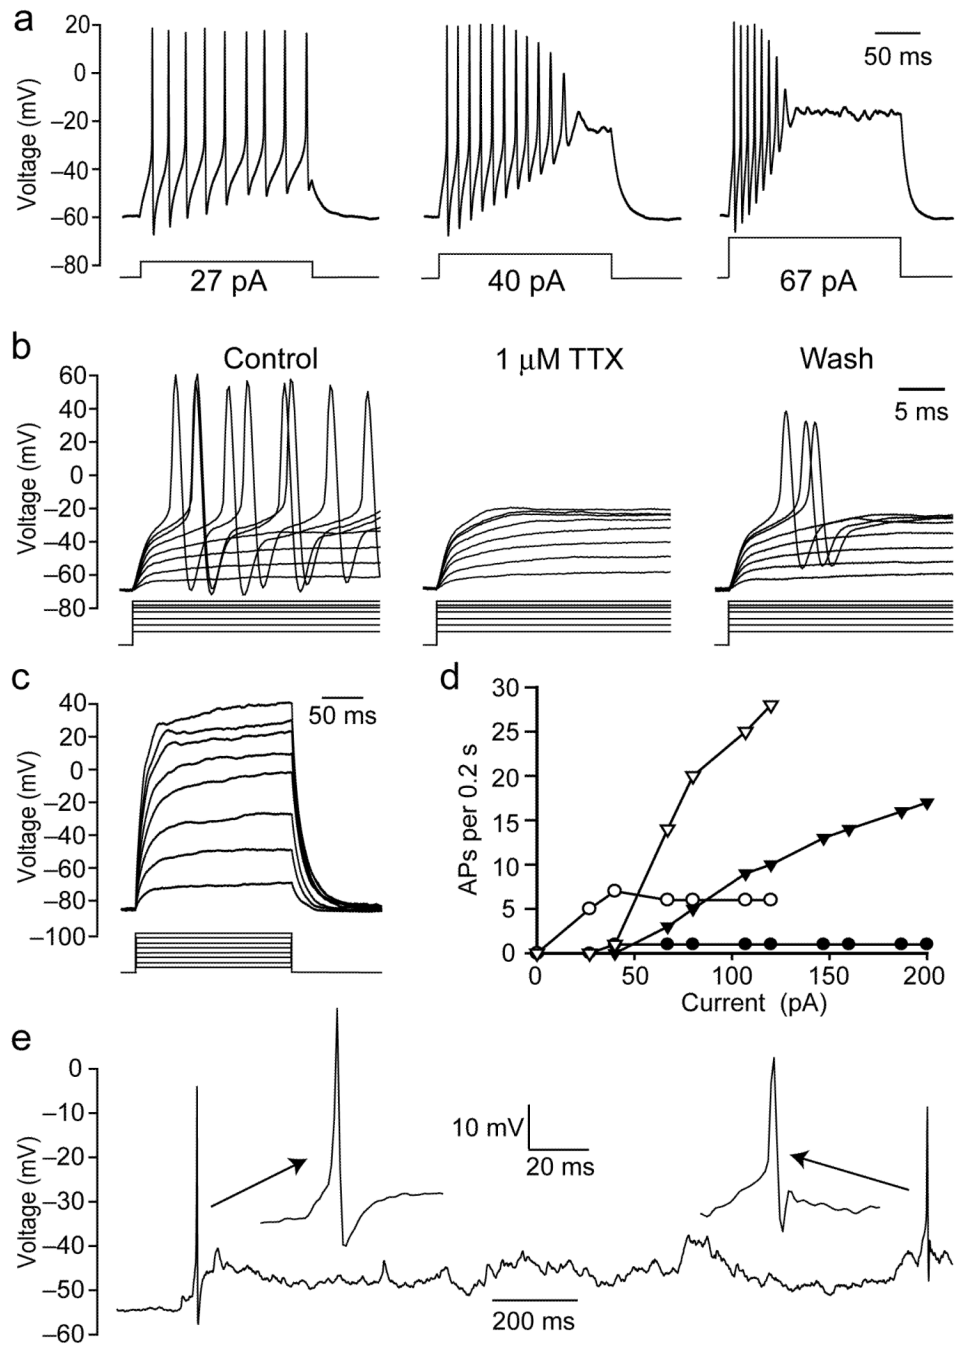 a
20
0
–20
–40
–60
–80
Voltage (mV)
50 ms
27 pA
40 pA
67 pA
b
Control
1 μM TTX
Wash
60
40
20
0
–20
–40
–60
–80
Voltage (mV)
5 ms
c
40
20
0
–20
–40
–60
–80
–100
Voltage (mV)
50 ms
d
30
25
20
15
10
5
0
APs per 0.2 s
0
50
100
150
200
Current (pA)
e
0
–10
–20
–30
–40
–50
–60
Voltage (mV)
10 mV
20 ms
200 ms